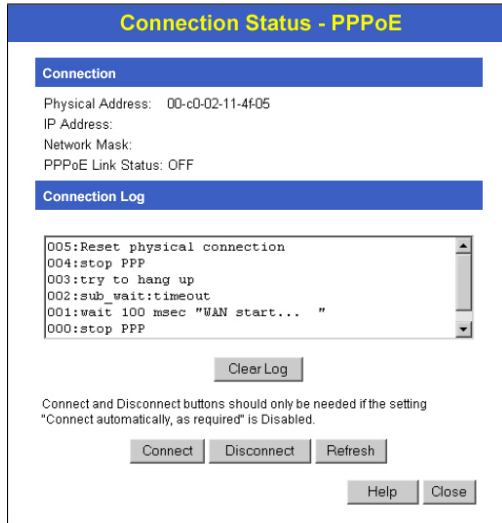 Connection Status - PPPoE
Connection
Physical Address: 00-c0-02-11-4f-05
IP Address:
Network Mask:
PPPoE Link Status: OFF
Connection Log
005:Reset physical connection
004:stop PPP
003:try to hang up
002:sub_wait:timeout
001:wait 100 msec "WAN start... "
000:stop PPP
Clear Log
Connect and Disconnect buttons should only be needed if the setting
"Connect automatically, as required" is Disabled.
Connect Disconnect Refresh
Help Close